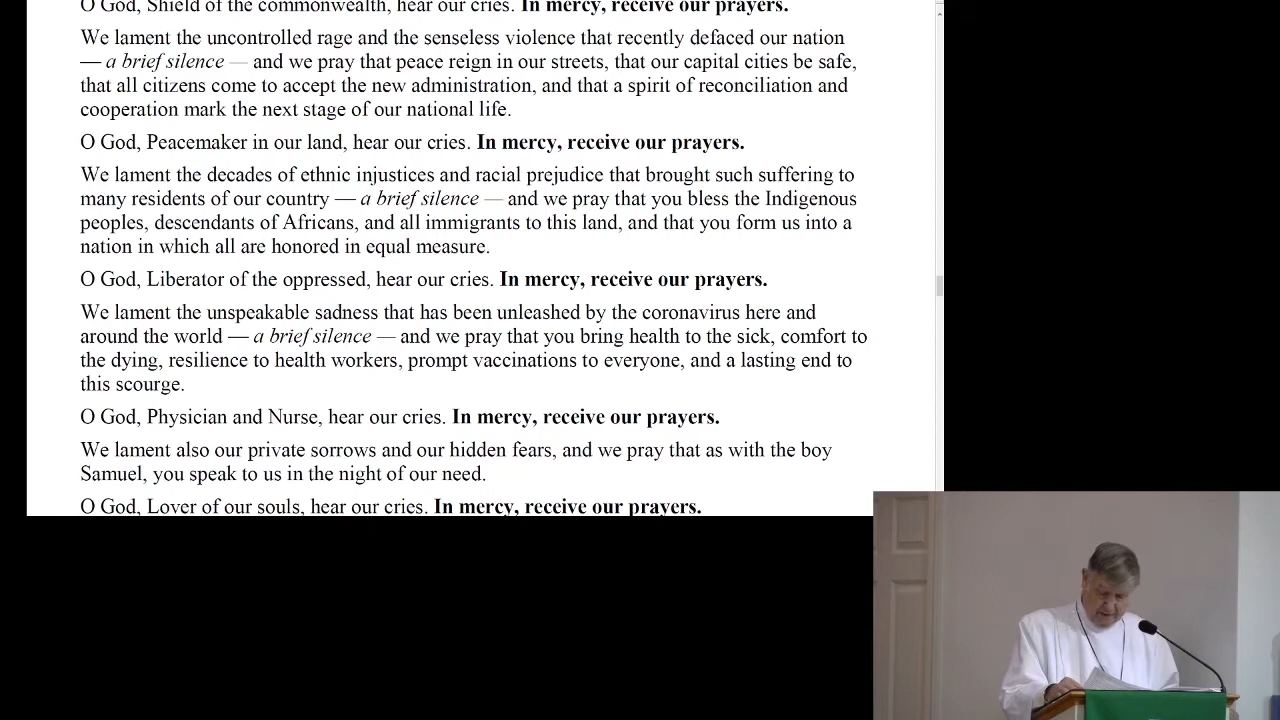 O God, Shield of the commonwealth, hear our cries. In mercy, receive our prayers.
We lament the uncontrolled rage and the senseless violence that recently defaced our nation
— a brief silence — and we pray that peace reign in our streets, that our capital cities be safe,
that all citizens come to accept the new administration, and that a spirit of reconciliation and
cooperation mark the next stage of our national life.
O God, Peacemaker in our land, hear our cries. In mercy, receive our prayers.
We lament the decades of ethnic injustices and racial prejudice that brought such suffering to
many residents of our country — a brief silence — and we pray that you bless the Indigenous
peoples, descendants of Africans, and all immigrants to this land, and that you form us into a
nation in which all are honored in equal measure.
O God, Liberator of the oppressed, hear our cries. In mercy, receive our prayers.
We lament the unspeakable sadness that has been unleashed by the coronavirus here and
around the world — a brief silence — and we pray that you bring health to the sick, comfort to
the dying, resilience to health workers, prompt vaccinations to everyone, and a lasting end to
this scourge.
O God, Physician and Nurse, hear our cries. In mercy, receive our prayers.
We lament also our private sorrows and our hidden fears, and we pray that as with the boy
Samuel, you speak to us in the night of our need.
O God, Lover of our souls, hear our cries. In mercy, receive our prayers.